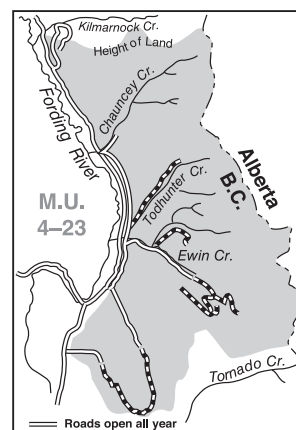 Kilmarnock Cr.
Height of Land
Chauncey Cr.
Fording
River
Alberta
B.C.
Todhunter Cr.
M.U.
4–23
Ewin Cr.
Tornado Cr.
Roads open all year